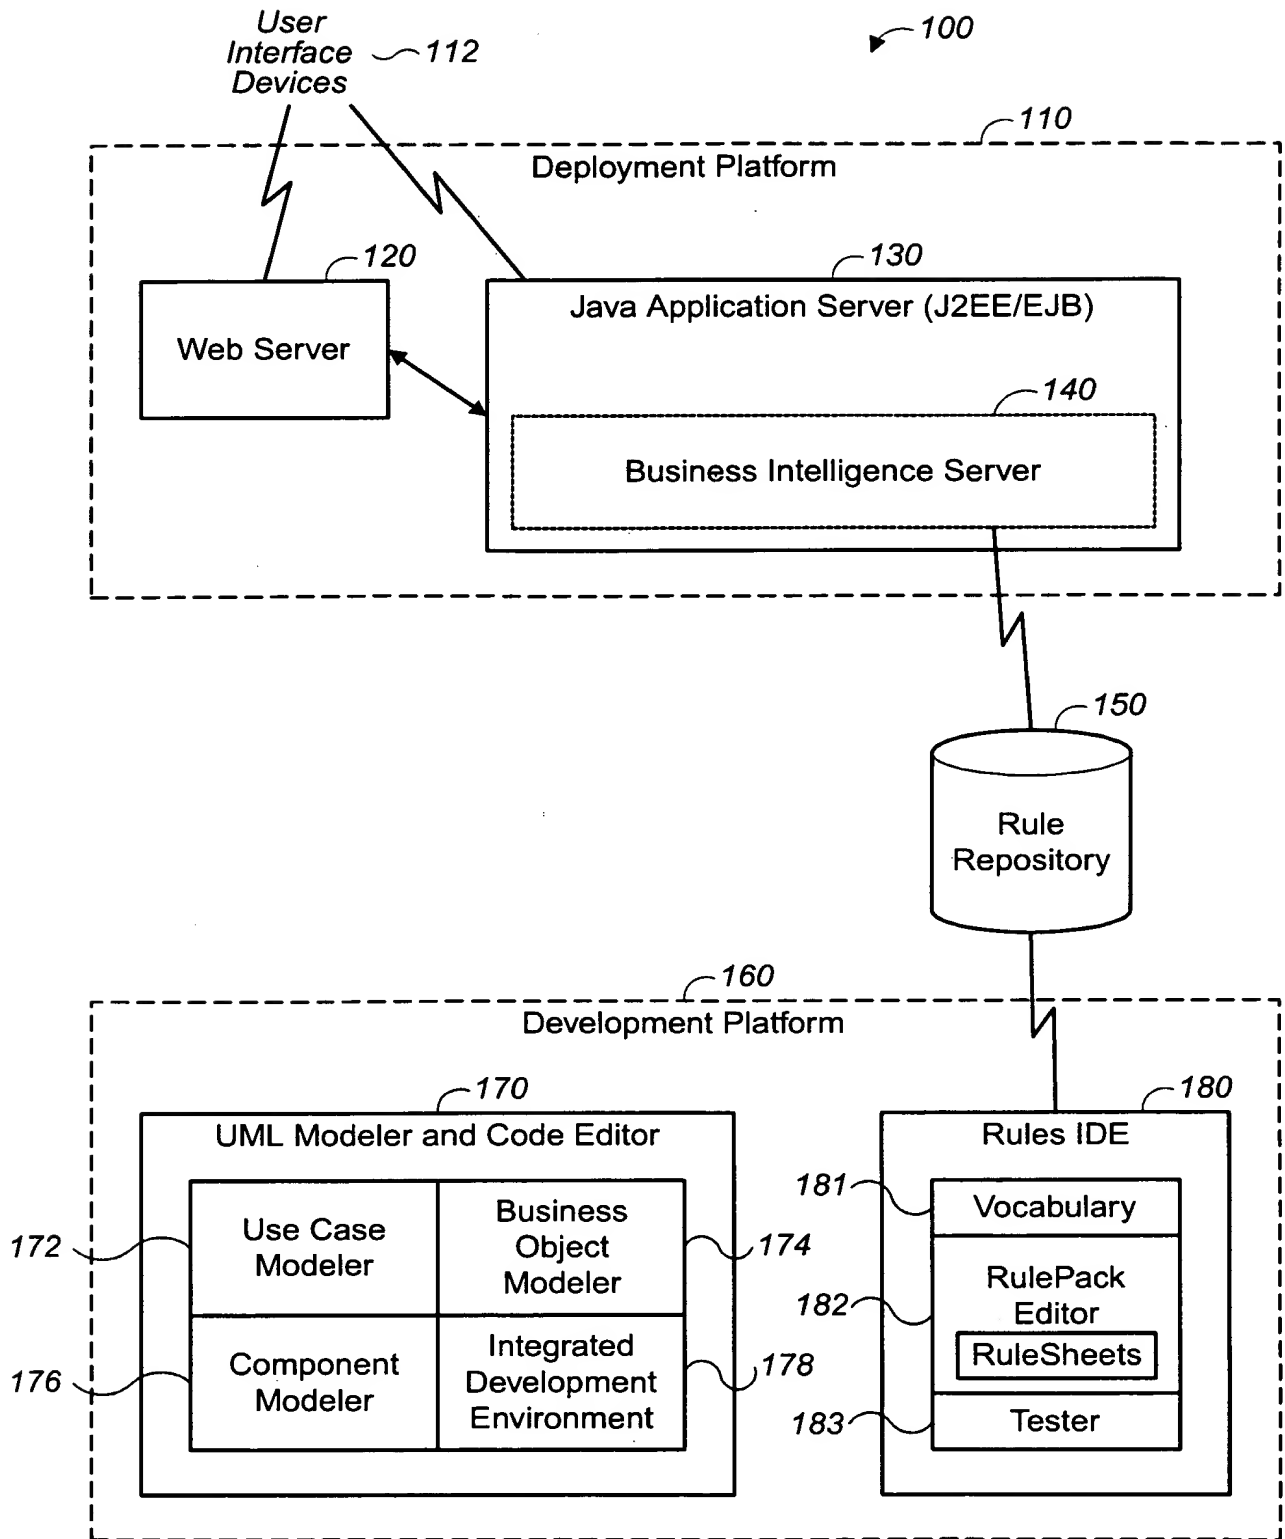 User
Interface
Devices
112
100
110
Deployment Platform
120
130
Web Server
Java Application Server (J2EE/EJB)
140
Business Intelligence Server
150
Rule
Repository
160
Development Platform
170
180
UML Modeler and Code Editor
Rules IDE
172
Use Case
Modeler
Business
Object
Modeler
174
176
Component
Modeler
Integrated
Development
Environment
178
181
Vocabulary
182
RulePack
Editor
RuleSheets
183
Tester